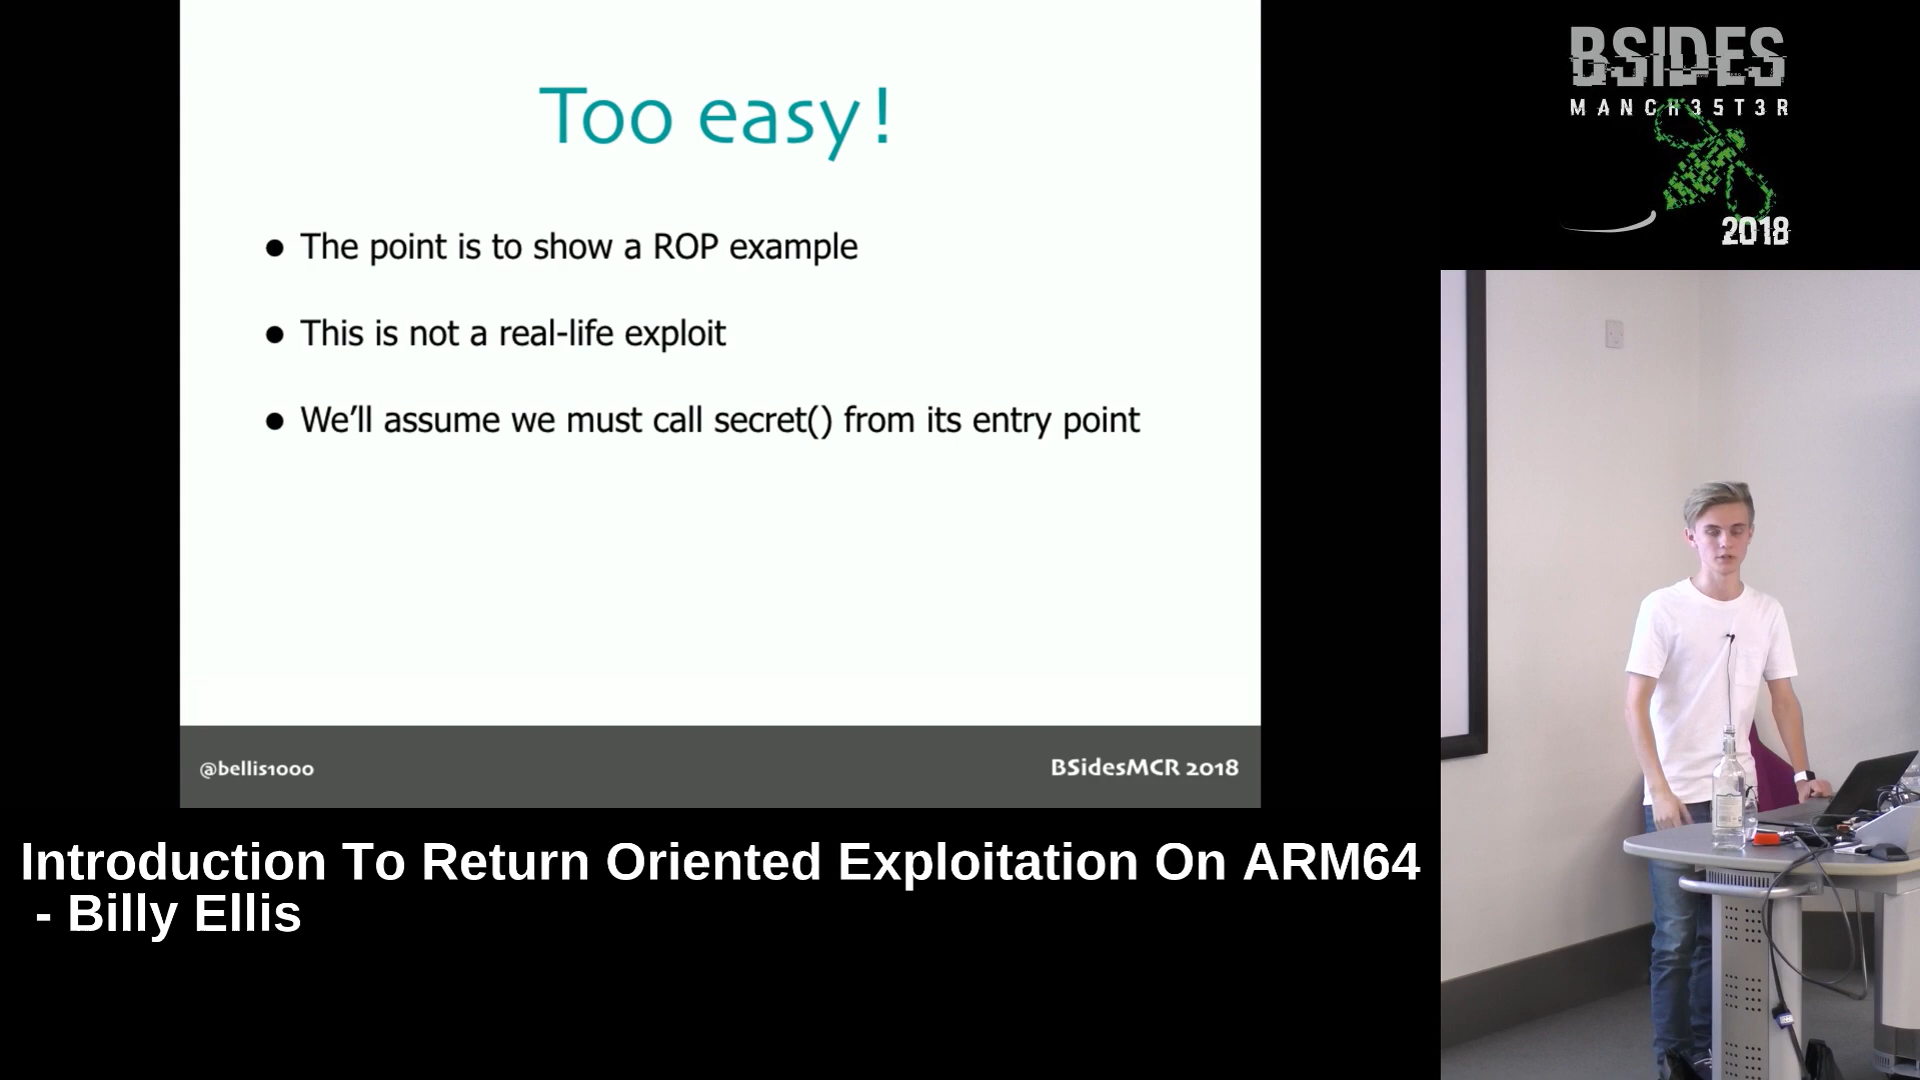 Too easy!
• The point is to show a ROP example
• This is not a real-life exploit
• We’ll assume we must call secret() from its entry point
@bellis1000
BSidesMCR 2018
BSIDES
MANCH35T3R
2018
Introduction To Return Oriented Exploitation On ARM64
- Billy Ellis